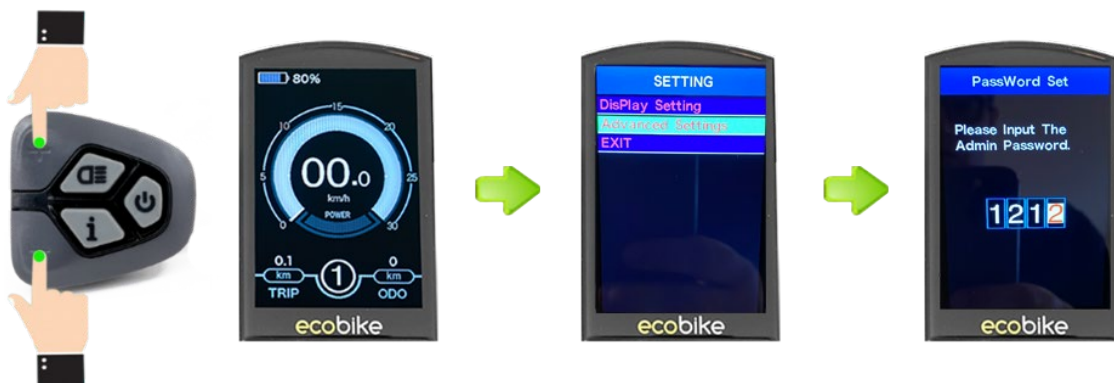 i
80%
15
10
20
5
25
00.0
km/h
POWER
0
30
0.1
0
km
1
km
TRIP
ODO
ecobike
SETTING
DisPlay Setting
Advanced Settings
EXIT
ecobike
PassWord Set
Please Input The
Admin Password.
1212
ecobike